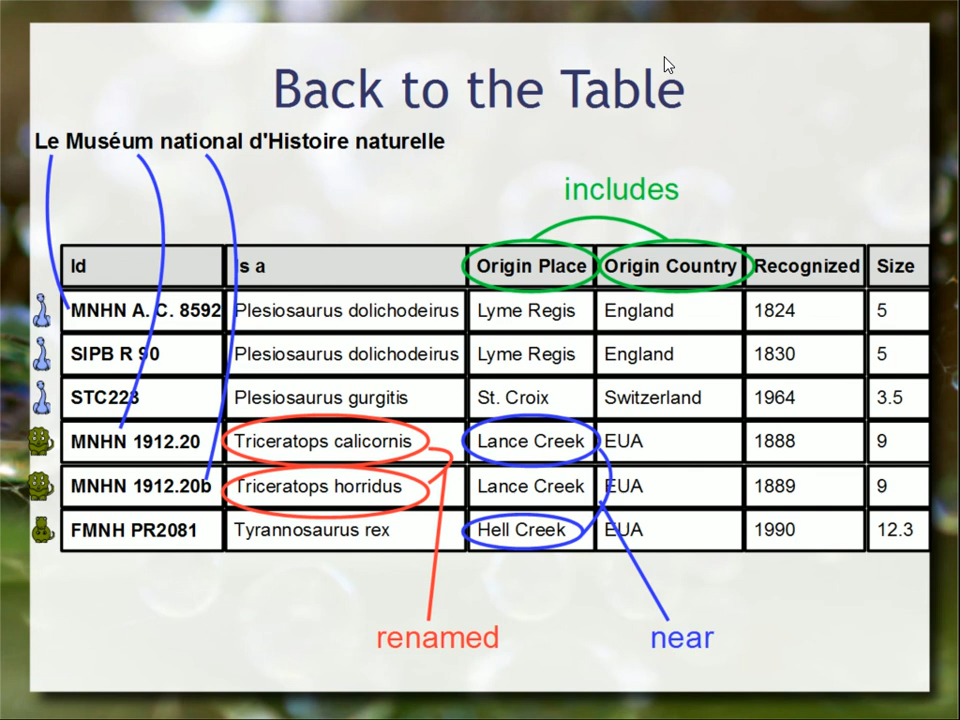 Back to the Table
Le Muséum national d'Histoire naturelle
includes
Id Is a Origin Place Origin Country Recognized Size
MNHN A. C. 8592 Plesiosaurus dolichodeirus Lyme Regis England 1824 5
SIPB R 90 Plesiosaurus dolichodeirus Lyme Regis England 1830 5
STC223 Plesiosaurus gurgitis St. Croix Switzerland 1964 3.5
MNHN 1912.20 Triceratops calicornis Lance Creek EUA 1888 9
MNHN 1912.20b Triceratops horridus Lance Creek EUA 1889 9
FMNH PR2081 Tyrannosaurus rex Hell Creek EUA 1990 12.3
renamed near